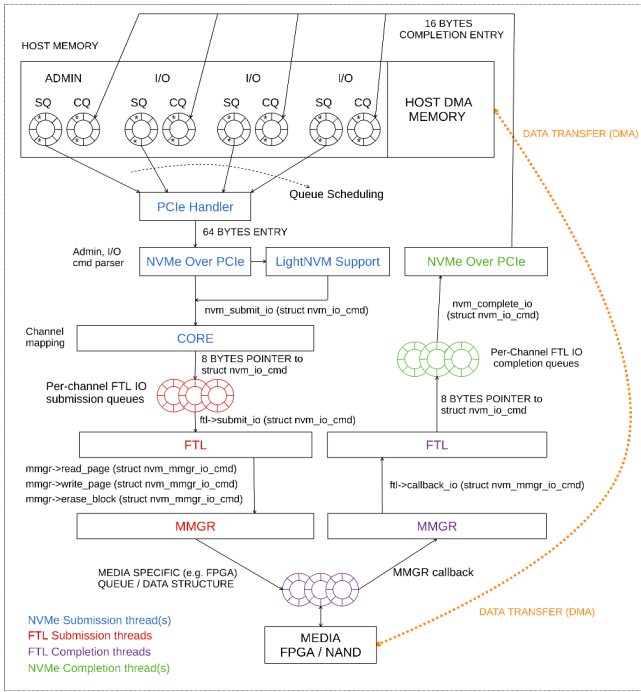 16 BYTES
COMPLETION ENTRY
HOST MEMORY
ADMIN
I/O
I/O
I/O
SQ
CQ
SQ
CQ
SQ
CQ
SQ
CQ
HOST DMA
MEMORY
DATA TRANSFER (DMA)
Queue Scheduling
PCIe Handler
64 BYTES ENTRY
Admin, I/O
cmd parser
NVMe Over PCIe
LightNVM Support
NVMe Over PCIe
nvm_submit_io (struct nvm_io_cmd)
nvm_complete_io
(struct nvm_io_cmd)
Channel
mapping
CORE
8 BYTES POINTER to
struct nvm_io_cmd
Per-Channel FTL IO
completion queues
Per-channel FTL IO
submission queues
8 BYTES POINTER to
struct nvm_io_cmd
ftl->submit_io (struct nvm_io_cmd)
FTL
FTL
mmgr->read_page (struct nvm_mmgr_io_cmd)
mmgr->write_page (struct nvm_mmgr_io_cmd)
mmgr->erase_block (struct nvm_mmgr_io_cmd)
ftl->callback_io (struct nvm_mmgr_io_cmd)
MMGR
MMGR
MEDIA SPECIFIC (e.g. FPGA)
QUEUE / DATA STRUCTURE
MMGR callback
DATA TRANSFER (DMA)
MEDIA
FPGA / NAND
NVMe Submission thread(s)
FTL Submission threads
FTL Completion threads
NVMe Completion thread(s)